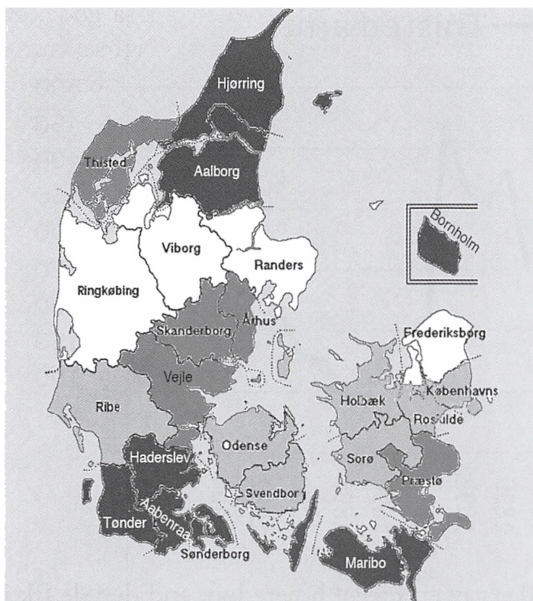 Hjørring
Thisted
Aalborg
Bornholm
Viborg
Randers
Ringkøbing
Århus
Skanderborg
Frederiksborg
Vejle
Københavns
Holbæk
Ribe
Roskilde
Odense
Haderslev
Sorø
Præstø
Svendbor
Aabenraa
Tønder
Sønderborg
Maribo